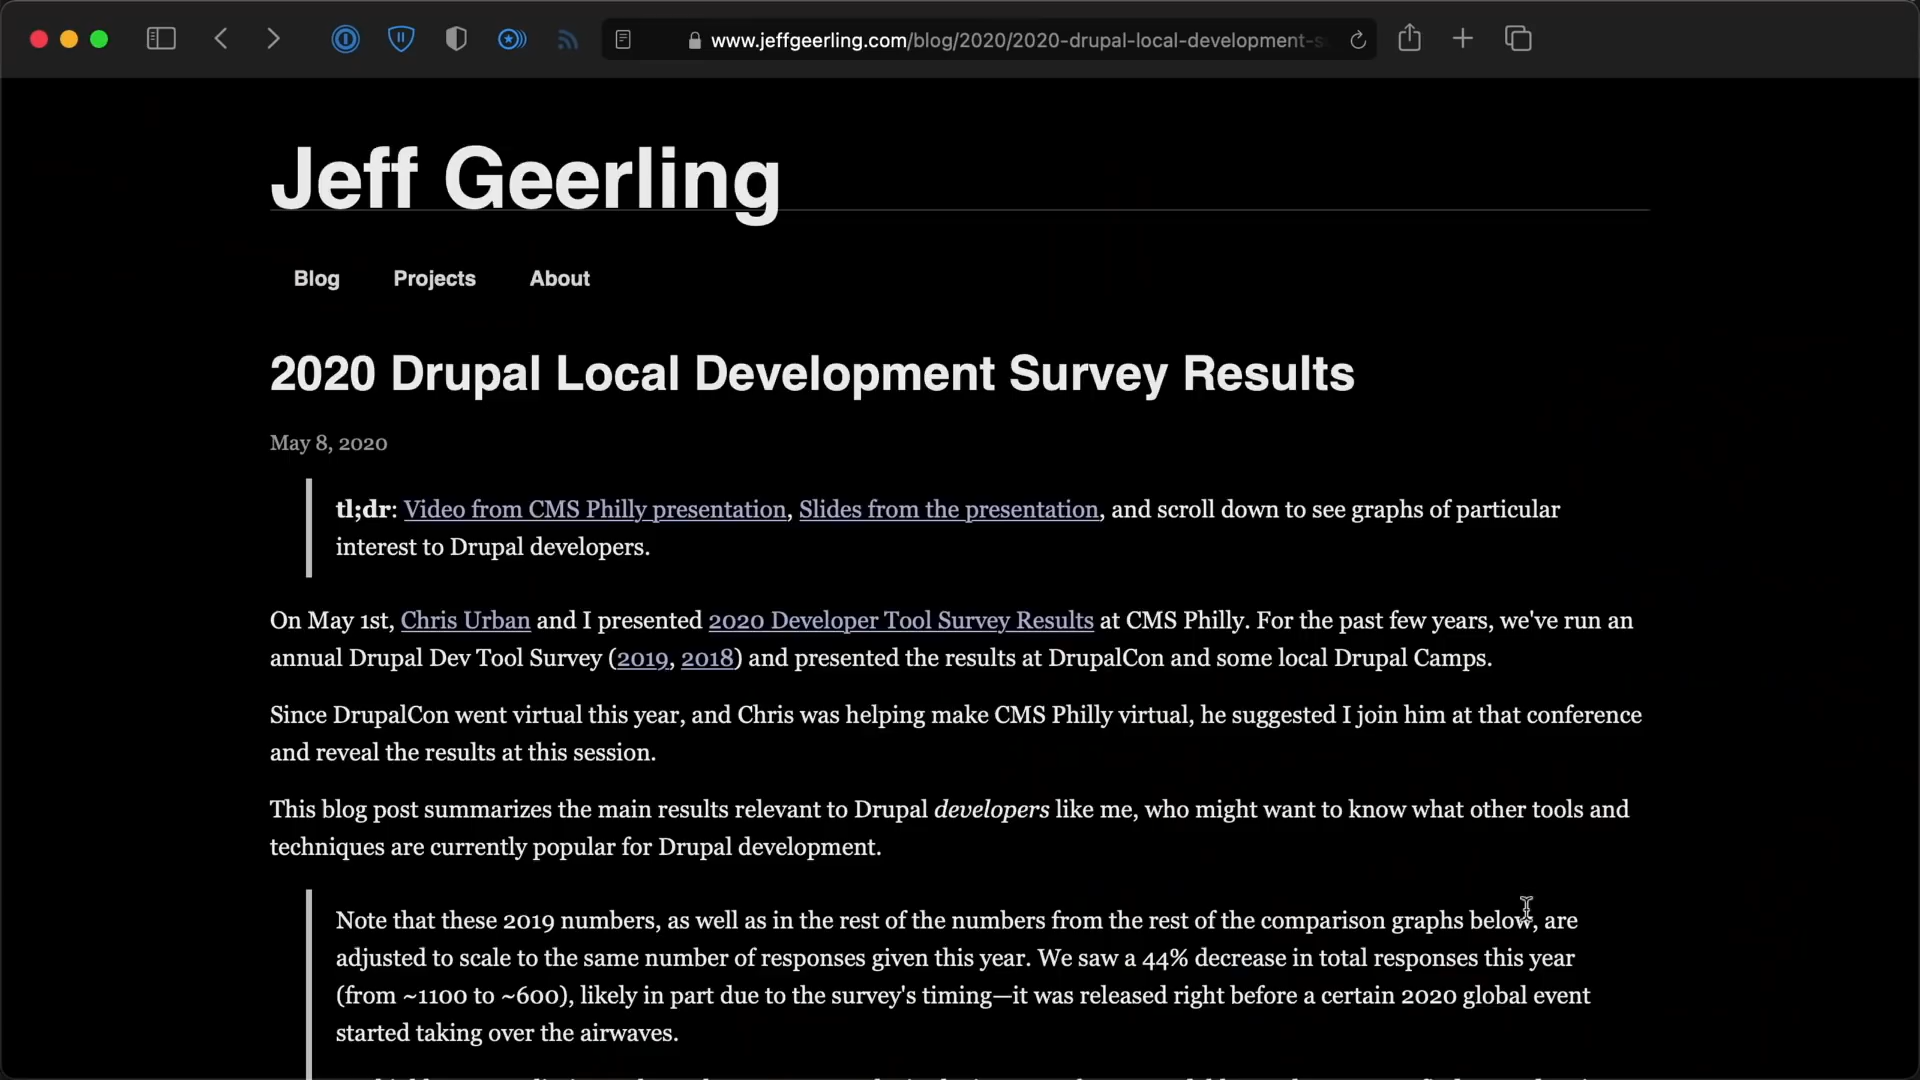 www.jeffgeerling.com/blog/2020/2020-drupal-local-development-s
Jeff Geerling
Blog Projects About
2020 Drupal Local Development Survey Results
May 8, 2020
tl;dr: Video from CMS Philly presentation, Slides from the presentation, and scroll down to see graphs of particular
interest to Drupal developers.
On May 1st, Chris Urban and I presented 2020 Developer Tool Survey Results at CMS Philly. For the past few years, we've run an
annual Drupal Dev Tool Survey (2019, 2018) and presented the results at DrupalCon and some local Drupal Camps.
Since DrupalCon went virtual this year, and Chris was helping make CMS Philly virtual, he suggested I join him at that conference
and reveal the results at this session.
This blog post summarizes the main results relevant to Drupal developers like me, who might want to know what other tools and
techniques are currently popular for Drupal development.
Note that these 2019 numbers, as well as in the rest of the numbers from the rest of the comparison graphs below, are
adjusted to scale to the same number of responses given this year. We saw a 44% decrease in total responses this year
(from ~1100 to ~600), likely in part due to the survey's timing—it was released right before a certain 2020 global event
started taking over the airwaves.